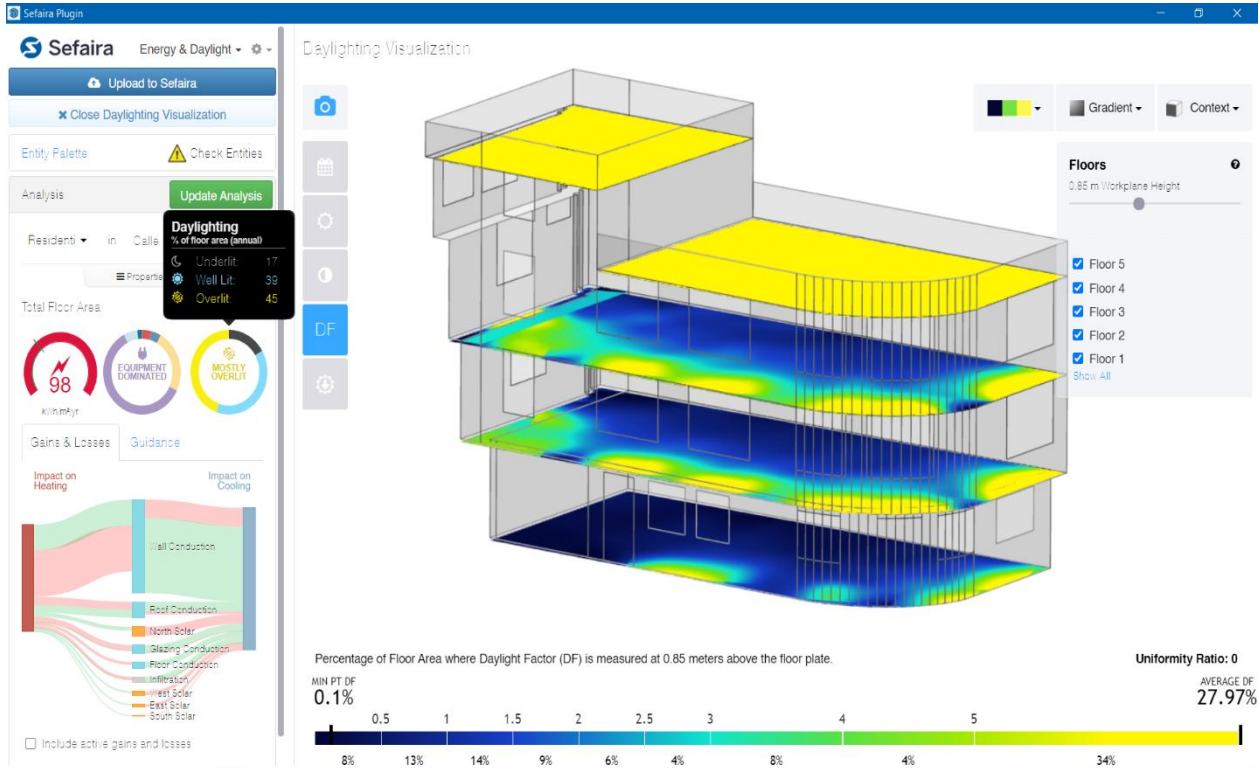 Sefaira Plugin
Sefaira
Energy & Daylight
Upload to Sefaira
✖ Close Daylighting Visualization
Entity Palette
Check Entities
Analysis
Update Analysis
Residenti
in
Calle
Daylighting
% of floor area (annual)
Underlit: 17
Well Lit: 39
Overlit: 45
Propertie
Total Floor Area
98
kWh/m²/yr
EQUIPMENT
DOMINATED
MOSTLY
OVERLIT
Gains & Losses
Guidance
Impact on
Heating
Impact on
Cooling
Wall Conduction
Roof Conduction
North Solar
Glazing Conduction
Floor Conduction
Infiltration
West Solar
East Solar
South Solar
Include active gains and losses
Daylighting Visualization
DF
Gradient
Context
Floors
0.85 m Workplane Height
Floor 5
Floor 4
Floor 3
Floor 2
Floor 1
Show All
Percentage of Floor Area where Daylight Factor (DF) is measured at 0.85 meters above the floor plate.
Uniformity Ratio: 0
MIN PT DF
0.1%
AVERAGE DF
27.97%
0.5 1 1.5 2 2.5 3 4 5
8% 13% 14% 9% 6% 4% 8% 4% 34%